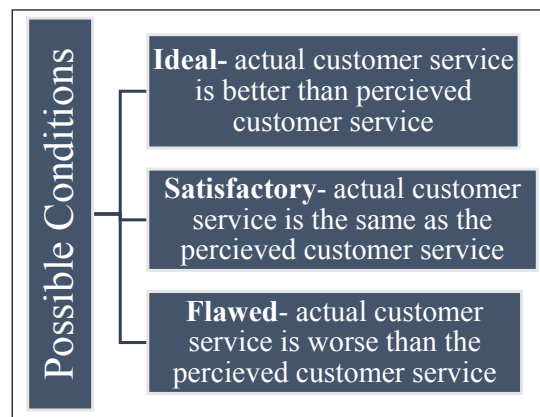 Possible Conditions
Ideal- actual customer service
is better than percieved
customer service
Satisfactory- actual customer
service is the same as the
percieved customer service
Flawed- actual customer
service is worse than the
percieved customer service